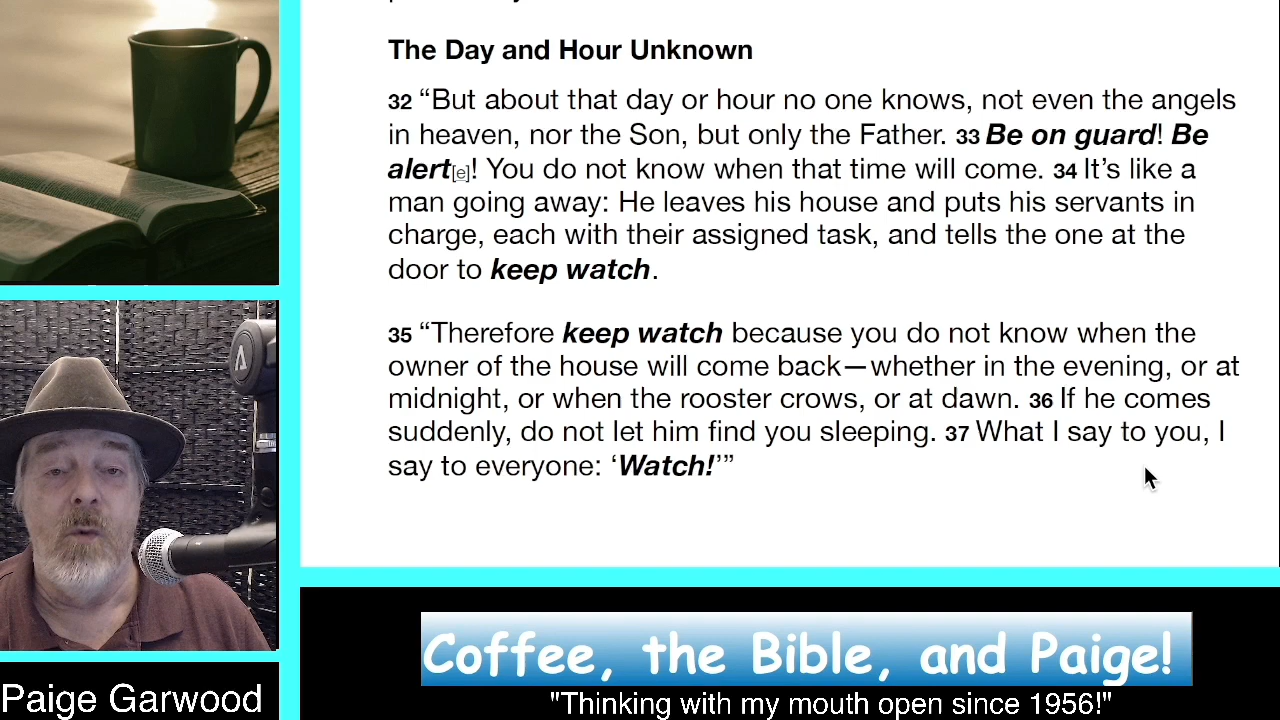 The Day and Hour Unknown
32 “But about that day or hour no one knows, not even the angels
in heaven, nor the Son, but only the Father. 33 Be on guard! Be
alert[e]! You do not know when that time will come. 34 It’s like a
man going away: He leaves his house and puts his servants in
charge, each with their assigned task, and tells the one at the
door to keep watch.
35 “Therefore keep watch because you do not know when the
owner of the house will come back—whether in the evening, or at
midnight, or when the rooster crows, or at dawn. 36 If he comes
suddenly, do not let him find you sleeping. 37 What I say to you, I
say to everyone: ‘Watch!’”
Coffee, the Bible, and Paige!
"Thinking with my mouth open since 1956!"
Paige Garwood